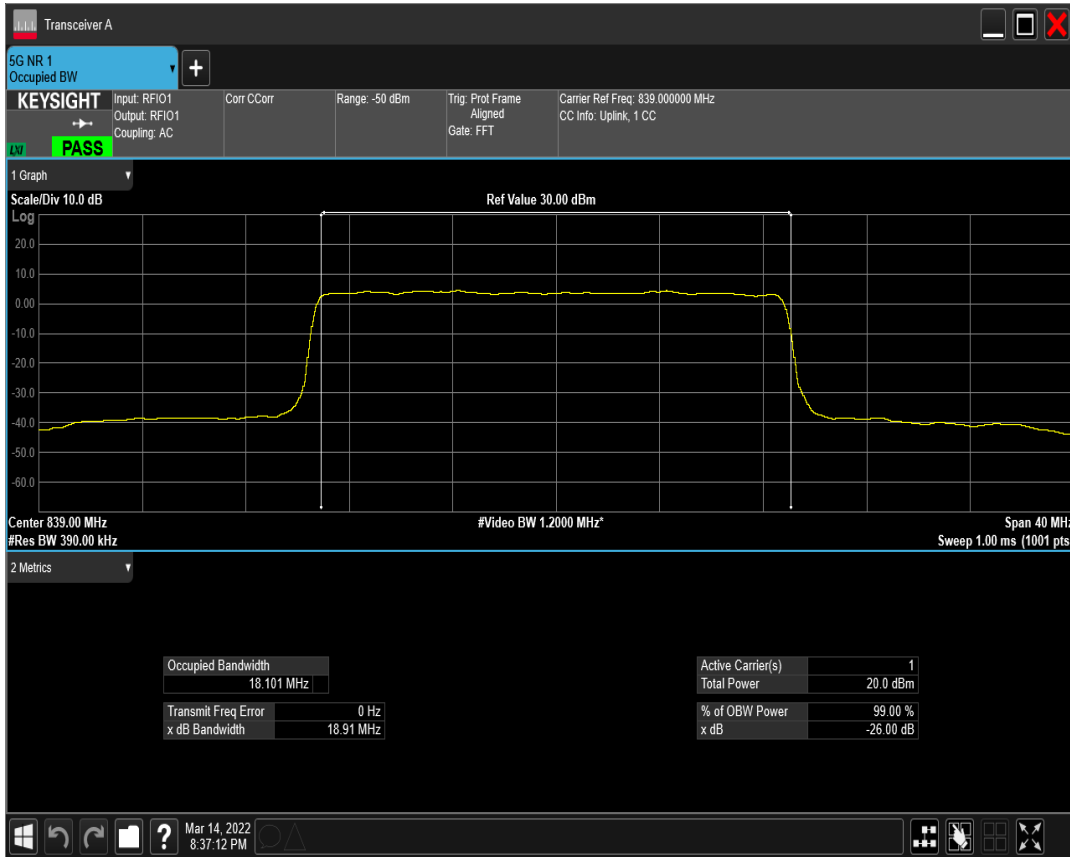 Transceiver A
5G NR 1
Occupied BW
KEYSIGHT
LXI
PASS
Input: RFIO1
Output: RFIO1
Coupling: AC
Corr CCorr
Range: -50 dBm
Trig: Prot Frame
Aligned
Gate: FFT
Carrier Ref Freq: 839.000000 MHz
CC Info: Uplink, 1 CC
1 Graph
Scale/Div 10.0 dB
Ref Value 30.00 dBm
Log
20.0
10.0
0.00
-10.0
-20.0
-30.0
-40.0
-50.0
-60.0
Center 839.00 MHz
#Video BW 1.2000 MHz*
Span 40 MHz
#Res BW 390.00 kHz
Sweep 1.00 ms (1001 pts
2 Metrics
Occupied Bandwidth
18.101 MHz
Transmit Freq Error 0 Hz
x dB Bandwidth 18.91 MHz
Active Carrier(s) 1
Total Power 20.0 dBm
% of OBW Power 99.00 %
x dB -26.00 dB
?
Mar 14, 2022
8:37:12 PM